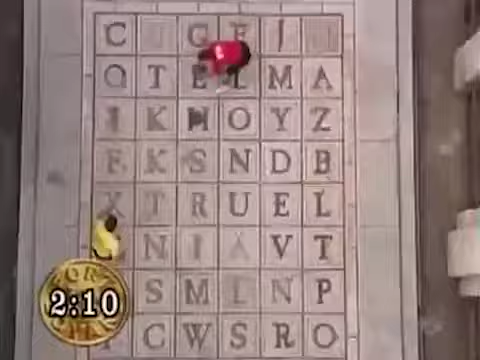 C G E J
O T E L M A
K H O Y Z
E K S N D B
X T R U E L
N I A V T
S M L N P
C W S R O
2:10